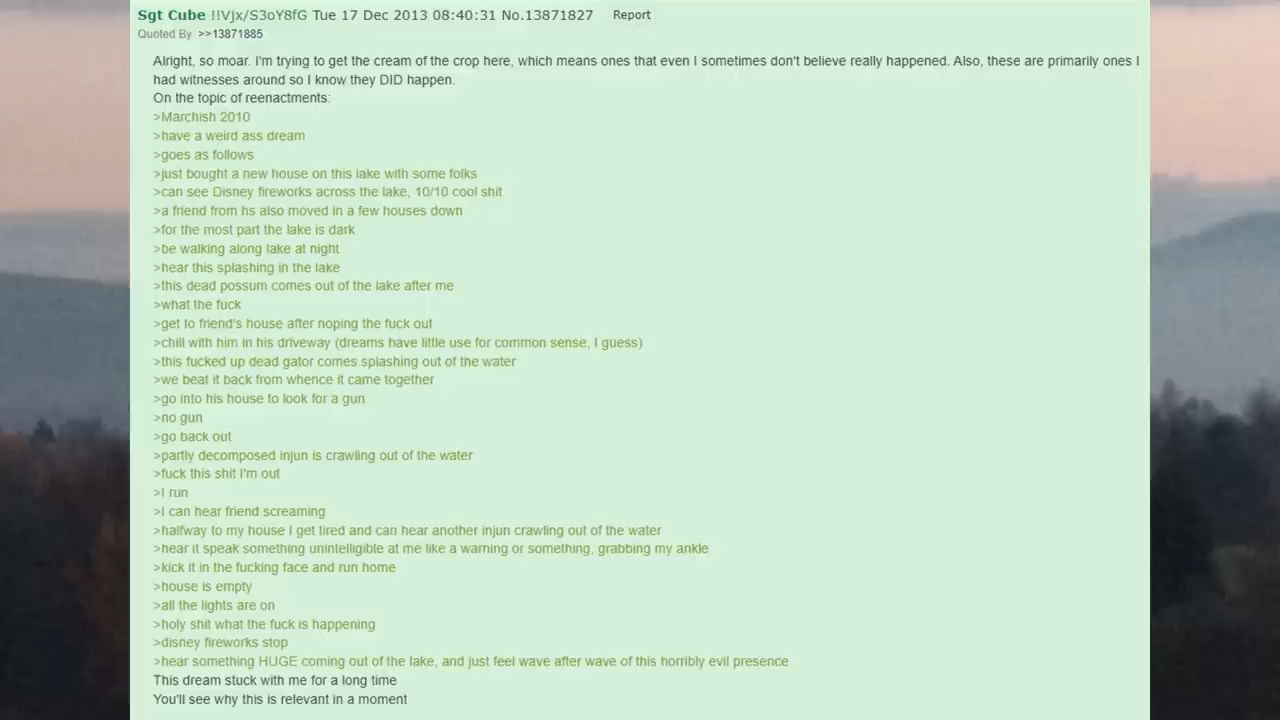 Sgt Cube !!Vjx/S3oY8fG Tue 17 Dec 2013 08:40:31 No.13871827 Report
Quoted By >>13871885
Alright, so moar. I'm trying to get the cream of the crop here, which means ones that even I sometimes don't believe really happened. Also, these are primarily ones I
had witnesses around so I know they DID happen.
On the topic of reenactments:
>Marchish 2010
>have a weird ass dream
>goes as follows
>just bought a new house on this lake with some folks
>can see Disney fireworks across the lake, 10/10 cool shit
>a friend from hs also moved in a few houses down
>for the most part the lake is dark
>be walking along lake at night
>hear this splashing in the lake
>this dead possum comes out of the lake after me
>what the fuck
>get to friend's house after noping the fuck out
>chill with him in his driveway (dreams have little use for common sense, I guess)
>this fucked up dead gator comes splashing out of the water
>we beat it back from whence it came together
>go into his house to look for a gun
>no gun
>go back out
>partly decomposed injun is crawling out of the water
>fuck this shit I'm out
>I run
>I can hear friend screaming
>halfway to my house I get tired and can hear another injun crawling out of the water
>hear it speak something unintelligible at me like a warning or something, grabbing my ankle
>kick it in the fucking face and run home
>house is empty
>all the lights are on
>holy shit what the fuck is happening
>disney fireworks stop
>hear something HUGE coming out of the lake, and just feel wave after wave of this horribly evil presence
This dream stuck with me for a long time
You'll see why this is relevant in a moment